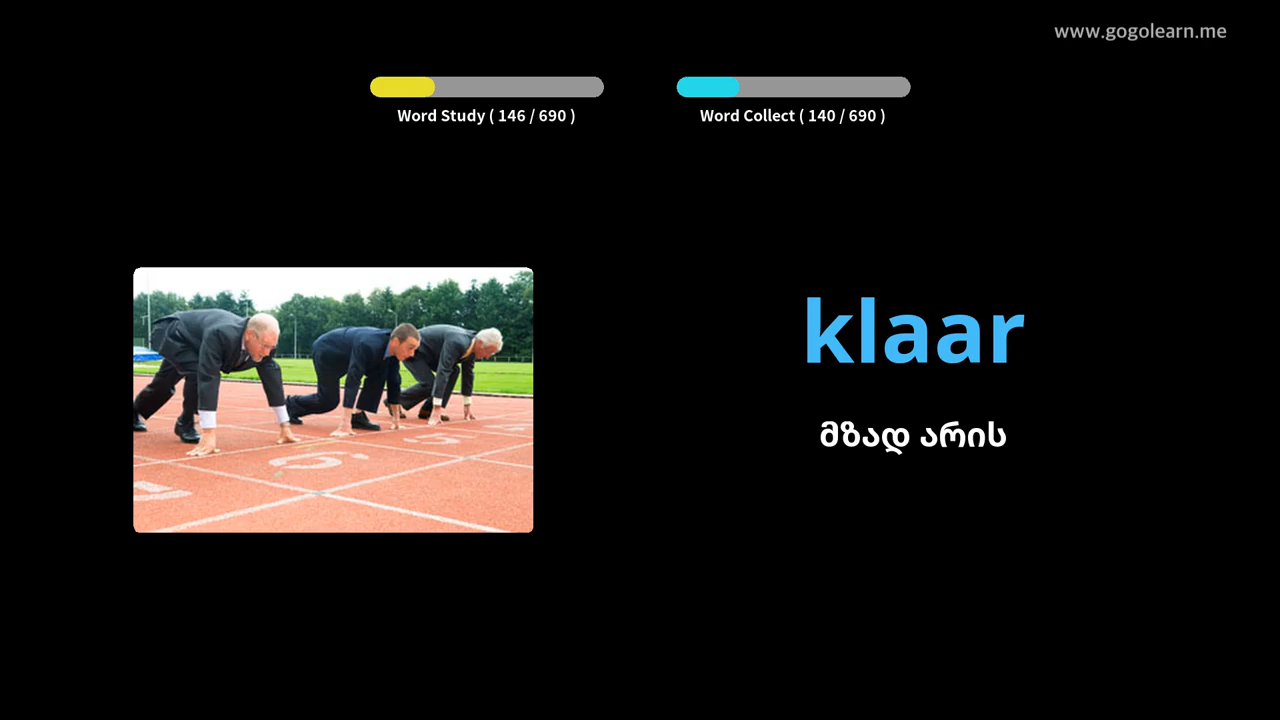 www.gogolearn.me
Word Study ( 146 / 690 )
Word Collect ( 140 / 690 )
klaar
მზად არის